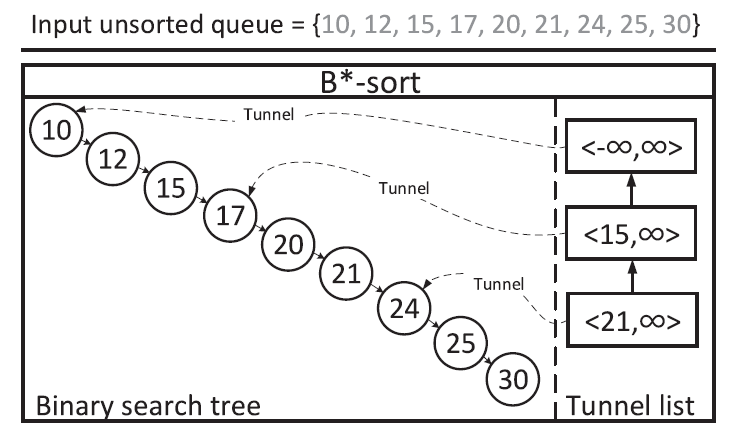 Input unsorted queue = {10, 12, 15, 17, 20, 21, 24, 25, 30}
B*-sort
Tunnel
10
<-∞,∞>
12
15
Tunnel
17
<15,∞>
20
21
Tunnel
24
<21,∞>
25
30
Binary search tree
Tunnel list